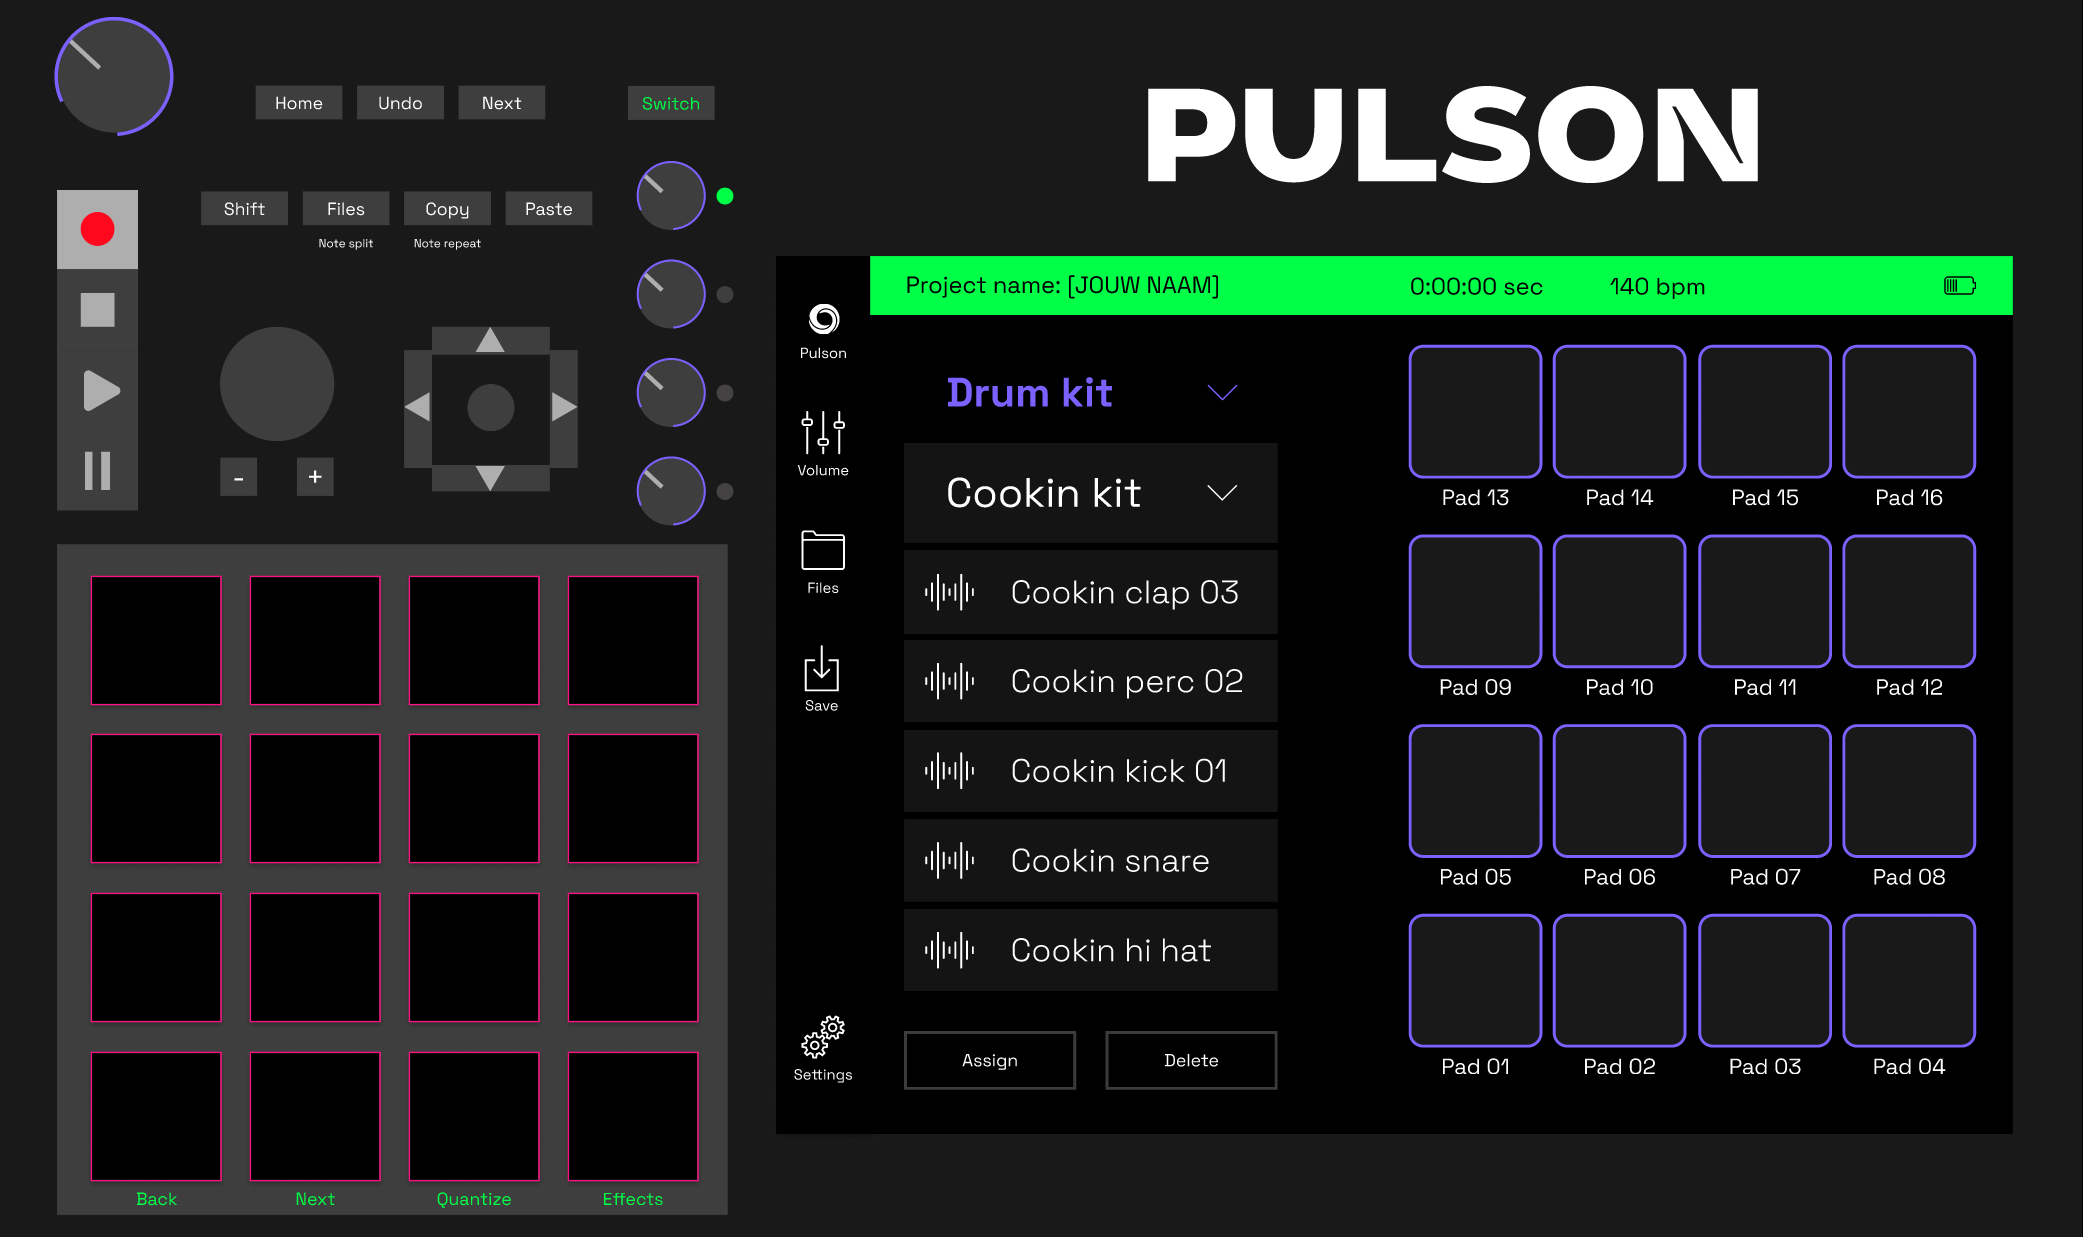 PULSON
Home
Undo
Next
Switch
Shift
Files
Copy
Paste
Note split
Note repeat
-
+
Back
Next
Quantize
Effects
Project name: [JOUW NAAM]
0:00:00 sec
140 bpm
Pulson
Volume
Files
Save
Settings
Drum kit
Cookin kit
Cookin clap 03
Cookin perc 02
Cookin kick 01
Cookin snare
Cookin hi hat
Assign
Delete
Pad 13
Pad 14
Pad 15
Pad 16
Pad 09
Pad 10
Pad 11
Pad 12
Pad 05
Pad 06
Pad 07
Pad 08
Pad 01
Pad 02
Pad 03
Pad 04